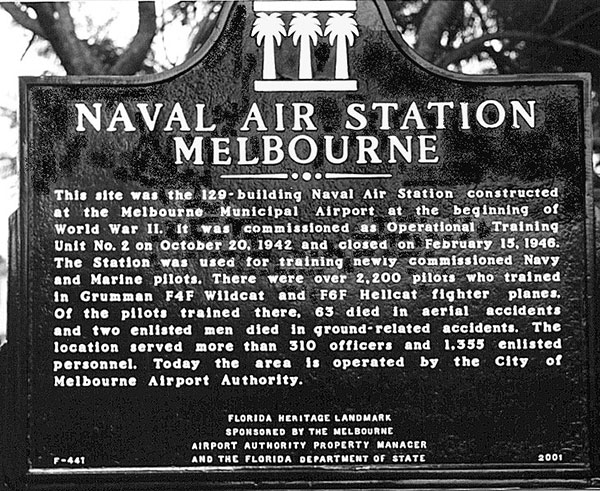 NAVAL AIR STATION
MELBOURNE
This site was the 129-building Naval Air Station constructed
at the Melbourne Municipal Airport at the beginning of
World War II. It was commissioned as Operational Training
Unit No. 2 on October 20, 1942 and closed on February 15, 1946.
The Station was used for training newly commissioned Navy
and Marine pilots. There were over 2,200 pilots who trained
in Grumman F4F Wildcat and F6F Hellcat fighter planes.
Of the pilots trained there, 63 died in aerial accidents
and two enlisted men died in ground-related accidents. The
location served more than 310 officers and 1,355 enlisted
personnel. Today the area is operated by the City of
Melbourne Airport Authority.
FLORIDA HERITAGE LANDMARK
SPONSORED BY THE MELBOURNE
AIRPORT AUTHORITY PROPERTY MANAGER
F-441 AND THE FLORIDA DEPARTMENT OF STATE 2001